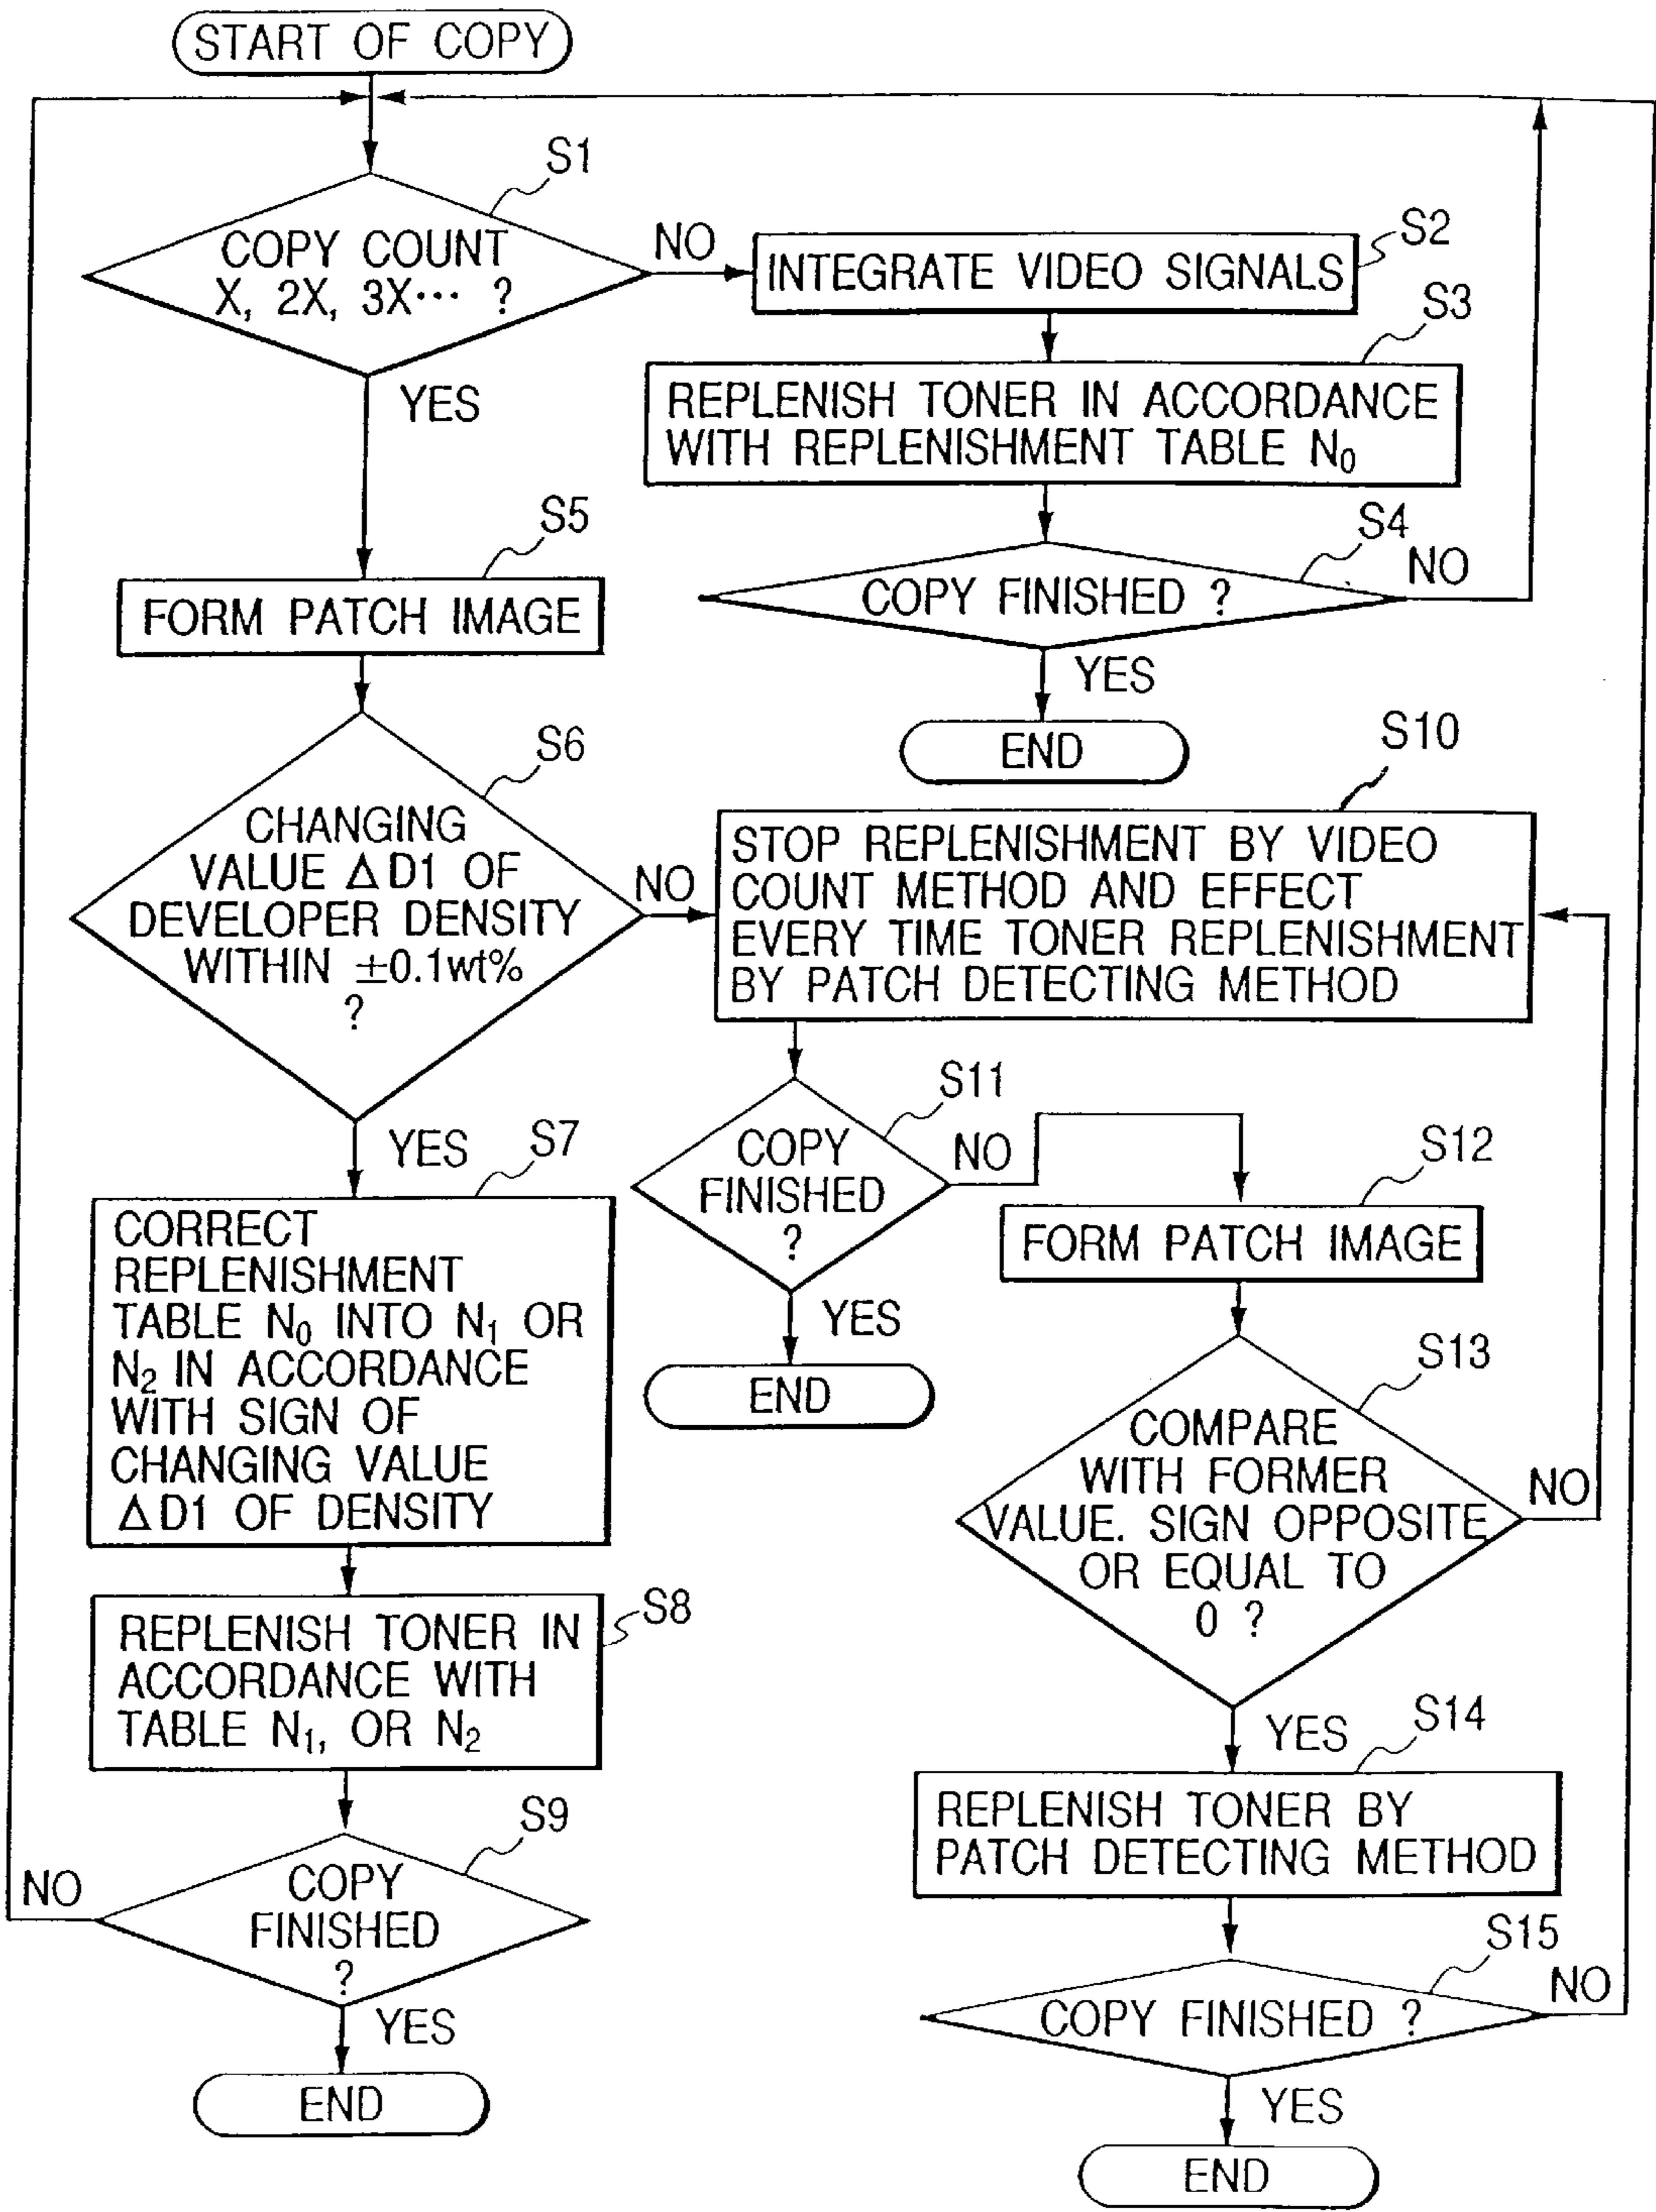 START OF COPY
S1
COPY COUNT
X, 2X, 3X··· ?
NO
YES
INTEGRATE VIDEO SIGNALS
S2
S3
REPLENISH TONER IN ACCORDANCE
WITH REPLENISHMENT TABLE N₀
S4
COPY FINISHED ?
NO
YES
END
S5
FORM PATCH IMAGE
S6
CHANGING
VALUE ΔD1 OF
DEVELOPER DENSITY
WITHIN ±0.1wt%
?
NO
YES
S10
STOP REPLENISHMENT BY VIDEO
COUNT METHOD AND EFFECT
EVERY TIME TONER REPLENISHMENT
BY PATCH DETECTING METHOD
S7
CORRECT
REPLENISHMENT
TABLE N₀ INTO N₁ OR
N₂ IN ACCORDANCE
WITH SIGN OF
CHANGING VALUE
ΔD1 OF DENSITY
S8
REPLENISH TONER IN
ACCORDANCE WITH
TABLE N₁, OR N₂
S9
COPY
FINISHED
?
NO
YES
END
S11
COPY
FINISHED
?
NO
YES
END
S12
FORM PATCH IMAGE
S13
COMPARE
WITH FORMER
VALUE. SIGN OPPOSITE
OR EQUAL TO
0 ?
NO
YES
S14
REPLENISH TONER BY
PATCH DETECTING METHOD
S15
COPY FINISHED ?
NO
YES
END